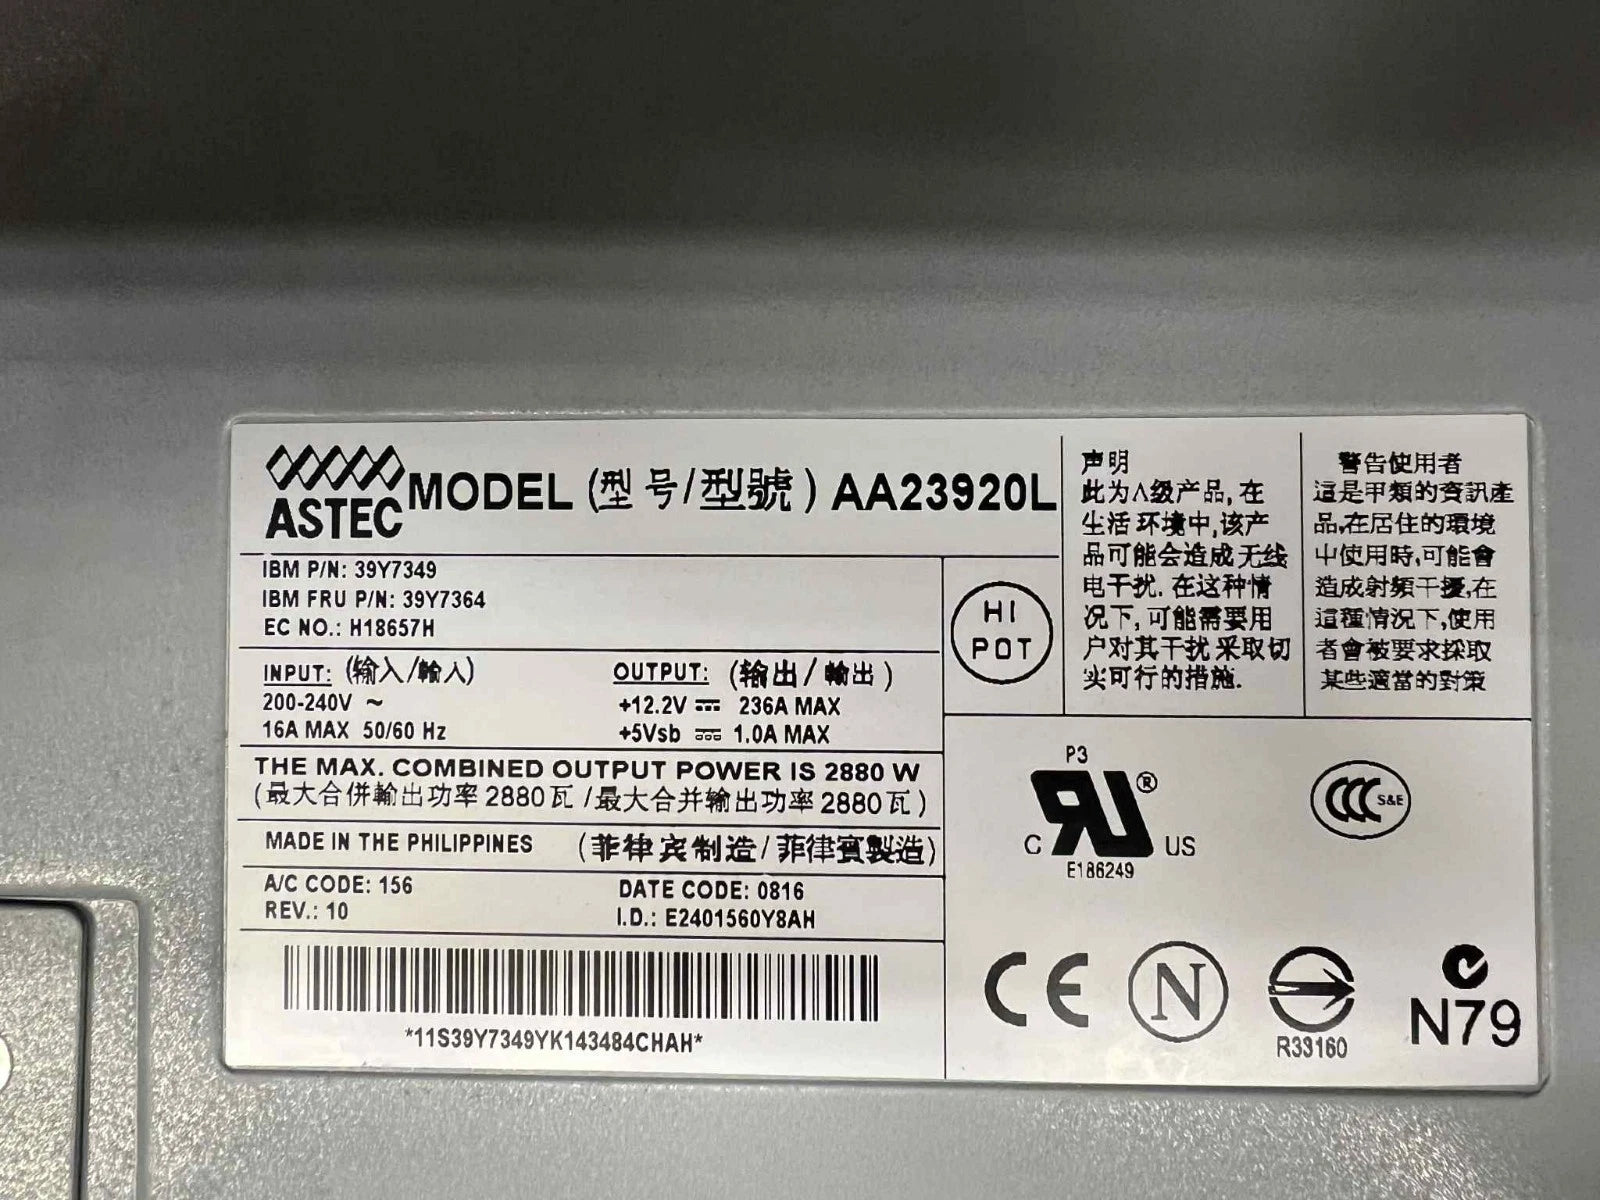 ASTEC MODEL (型号/型號) AA23920L
IBM P/N: 39Y7349
IBM FRU P/N: 39Y7364
EC NO.: H18657H
HI
POT
INPUT: (输入/輸入)
200-240V ~
16A MAX 50/60 Hz
OUTPUT: (输出/輸出)
+12.2V ⎓ 236A MAX
+5Vsb ⎓ 1.0A MAX
THE MAX. COMBINED OUTPUT POWER IS 2880 W
(最大合併輸出功率2880瓦/最大合并输出功率2880瓦)
MADE IN THE PHILIPPINES (菲律宾制造/菲律賓製造)
A/C CODE: 156
REV.: 10
DATE CODE: 0816
I.D.: E2401560Y8AH
*11S39Y7349YK143484CHAH*
声明
此为A级产品,在
生活环境中,该产
品可能会造成无线
电干扰.在这种情
况下,可能需要用
户对其干扰采取切
实可行的措施.
警告使用者
這是甲類的資訊產
品,在居住的環境
中使用時,可能會
造成射頻干擾,在
這種情況下,使用
者會被要求採取
某些適當的對策
P3
C RU ® US
E186249
CCC S&E
CE
N
R33160
N79